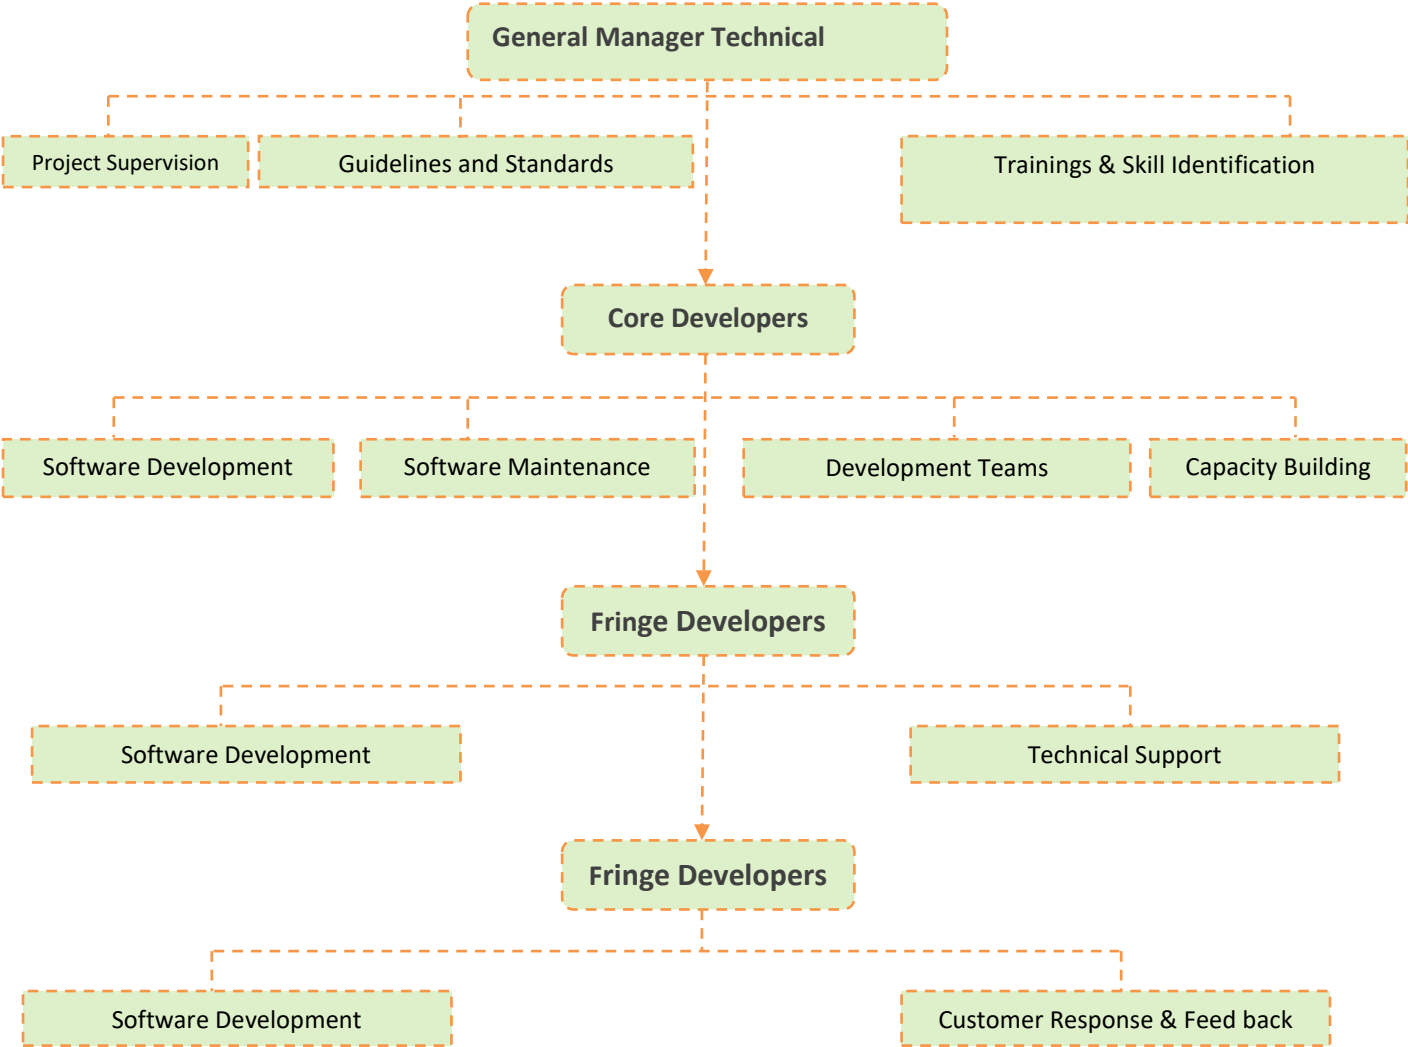 General Manager Technical
Project Supervision
Guidelines and Standards
Trainings & Skill Identification
Core Developers
Software Development
Software Maintenance
Development Teams
Capacity Building
Fringe Developers
Software Development
Technical Support
Fringe Developers
Software Development
Customer Response & Feed back